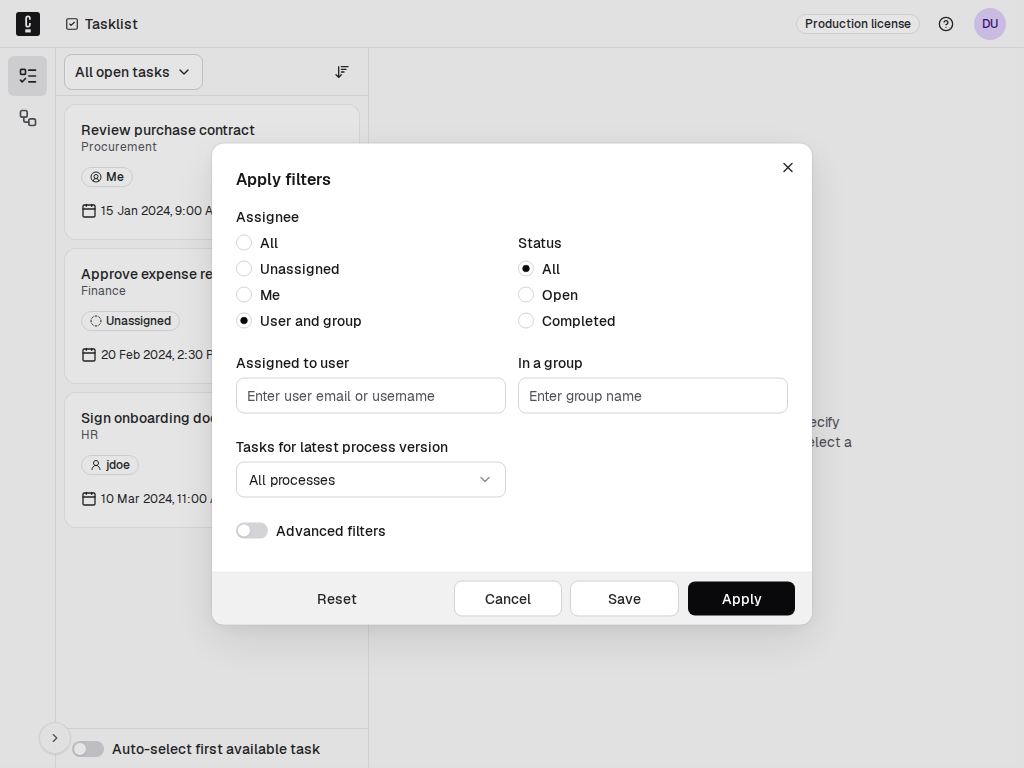 Tasklist
Production license
DU
All open tasks
Review purchase contract
Procurement
Me
15 Jan 2024, 9:00 A
Approve expense re
Finance
Unassigned
20 Feb 2024, 2:30 P
Sign onboarding doc
HR
jdoe
10 Mar 2024, 11:00 A
Auto-select first available task
ecify
elect a
Apply filters
Assignee
All
Unassigned
Me
User and group
Status
All
Open
Completed
Assigned to user
Enter user email or username
In a group
Enter group name
Tasks for latest process version
All processes
Advanced filters
Reset
Cancel
Save
Apply